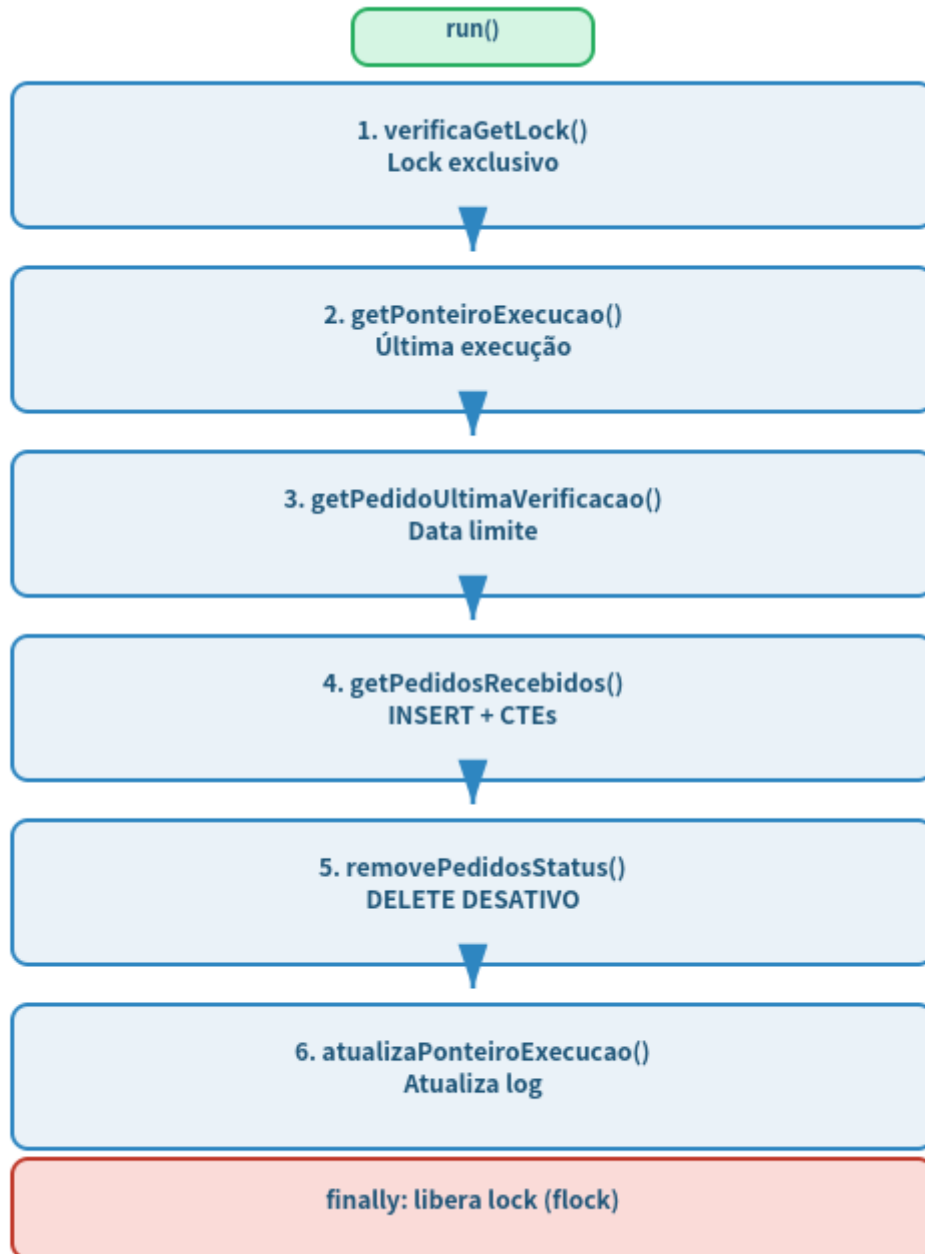 run()
1. verificaGetLock()
Lock exclusivo
2. getPonteiroExecucao()
Última execução
3. getPedidoUltimaVerificacao()
Data limite
4. getPedidosRecebidos()
INSERT + CTEs
5. removePedidosStatus()
DELETE DESATIVO
6. atualizaPonteiroExecucao()
Atualiza log
finally: libera lock (flock)